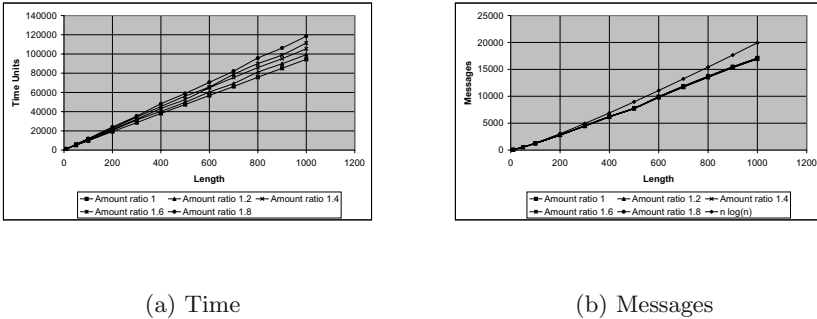 140000
120000
100000
80000
60000
40000
20000
0
Time Units
0 200 400 600 800 1000 1200
Length
Amount ratio 1 Amount ratio 1.2 Amount ratio 1.4
Amount ratio 1.6 Amount ratio 1.8
25000
20000
15000
10000
5000
0
Messages
0 200 400 600 800 1000 1200
Length
Amount ratio 1 Amount ratio 1.2 Amount ratio 1.4
Amount ratio 1.6 Amount ratio 1.8 n log(n)
(a) Time
(b) Messages